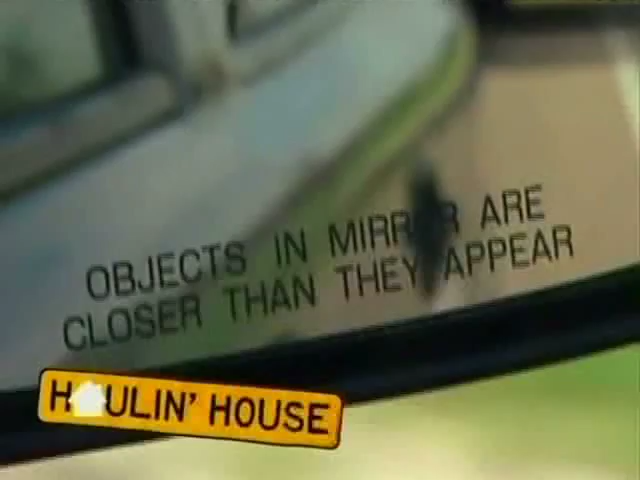 OBJECTS IN MIRROR ARE
CLOSER THAN THEY APPEAR
HAULIN' HOUSE